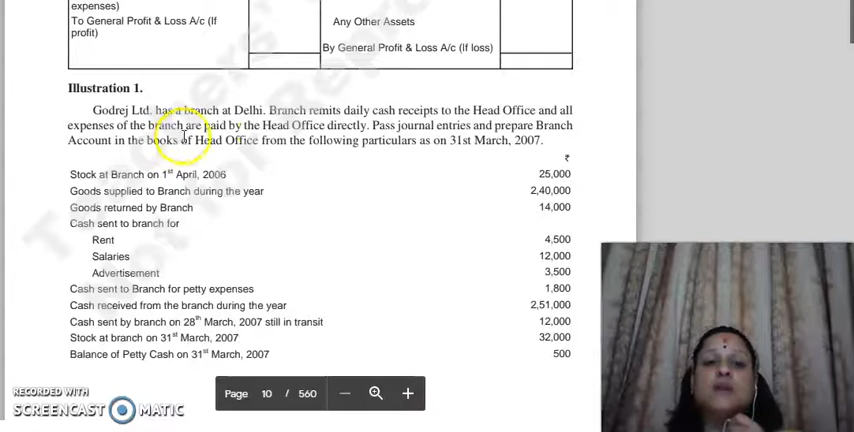 expenses)
To General Profit & Loss A/c (If
profit)
Any Other Assets
By General Profit & Loss A/c (If loss)
Illustration 1.
Godrej Ltd. has a branch at Delhi. Branch remits daily cash receipts to the Head Office and all
expenses of the branch are paid by the Head Office directly. Pass journal entries and prepare Branch
Account in the books of Head Office from the following particulars as on 31st March, 2007.
₹
Stock at Branch on 1st April, 2006 25,000
Goods supplied to Branch during the year 2,40,000
Goods returned by Branch 14,000
Cash sent to branch for
Rent 4,500
Salaries 12,000
Advertisement 3,500
Cash sent to Branch for petty expenses 1,800
Cash received from the branch during the year 2,51,000
Cash sent by branch on 28th March, 2007 still in transit 12,000
Stock at branch on 31st March, 2007 32,000
Balance of Petty Cash on 31st March, 2007 500
Page 10 / 560
RECORDED WITH
SCREENCAST MATIC